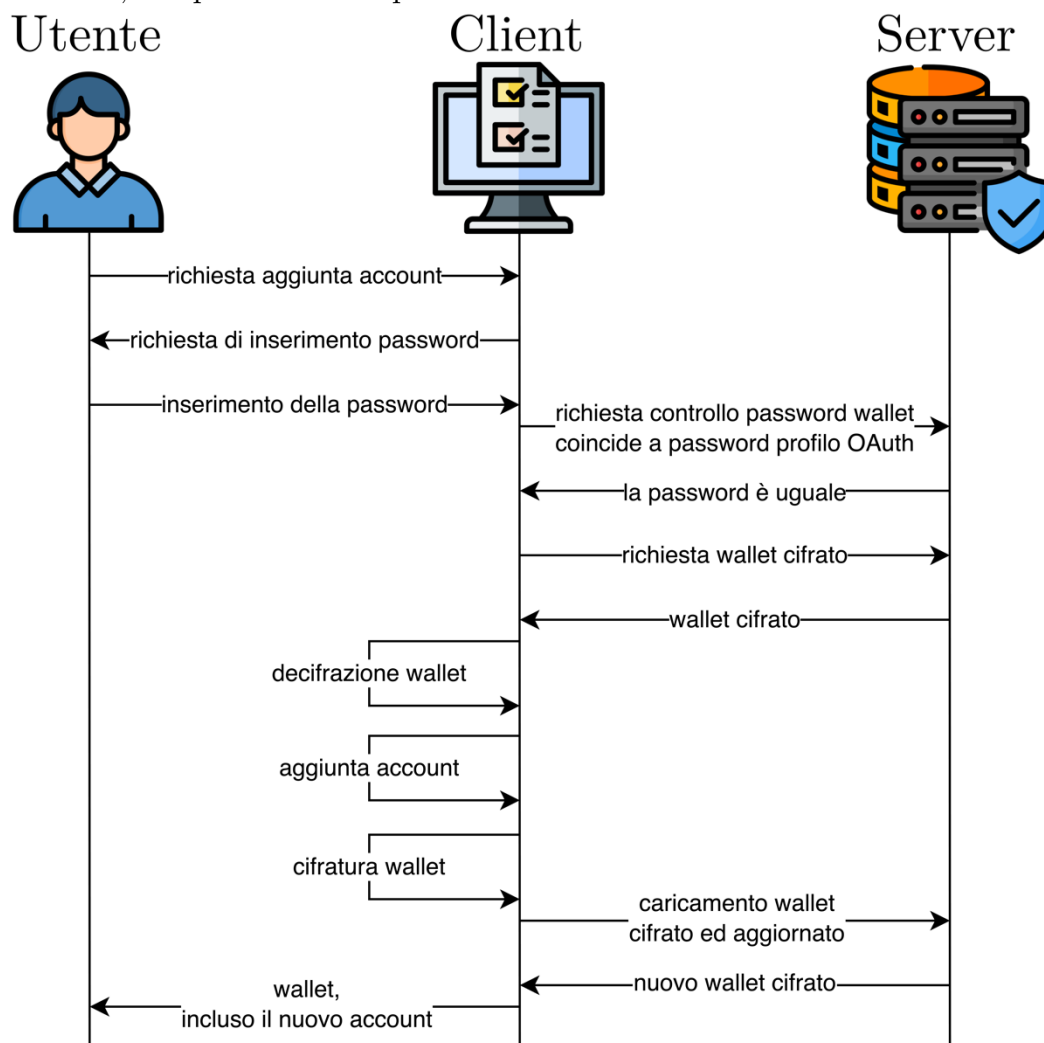 Utente
Client
Server
richiesta aggiunta account
richiesta di inserimento password
inserimento della password
richiesta controllo password wallet
coincide a password profilo OAuth
la password è uguale
richiesta wallet cifrato
wallet cifrato
decifrazione wallet
aggiunta account
cifratura wallet
caricamento wallet
cifrato ed aggiornato
nuovo wallet cifrato
wallet,
incluso il nuovo account